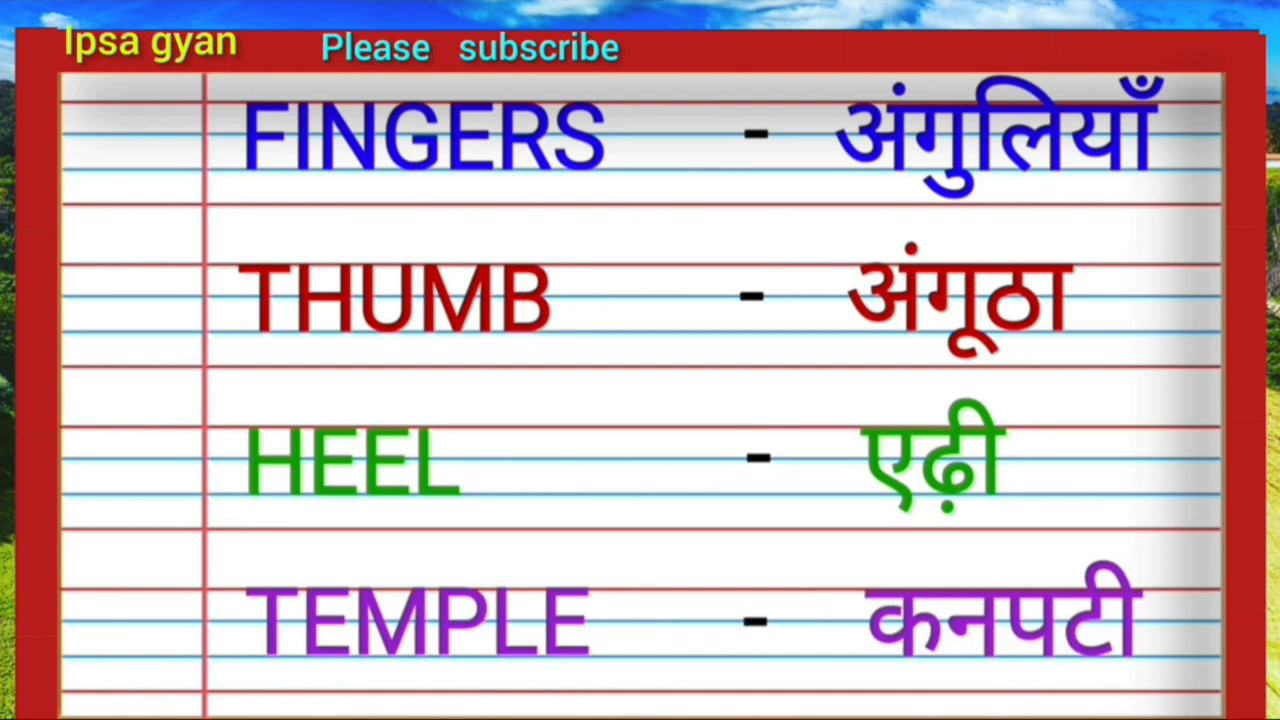 Ipsa gyan Please subscribe
FINGERS - अंगुलियाँ
THUMB - अंगूठा
HEEL - एढ़ी
TEMPLE - कनपटी